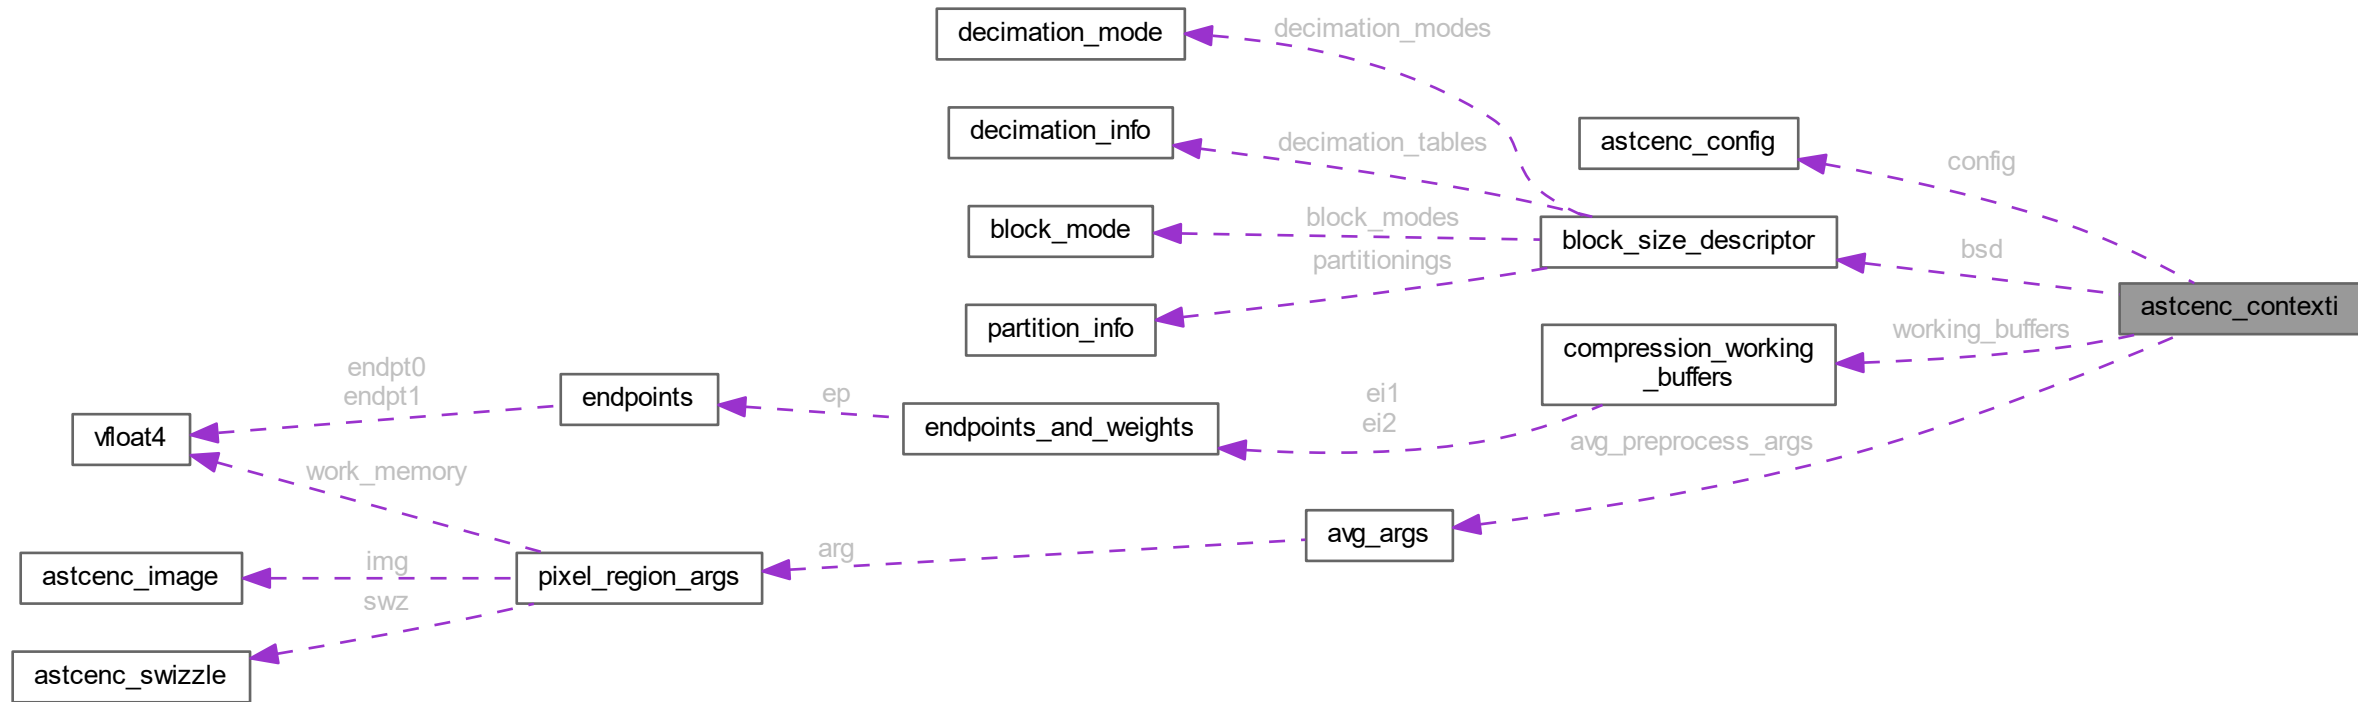 decimation_mode
decimation_modes
decimation_info
decimation_tables
astcenc_config
config
block_mode
block_modes
block_size_descriptor
bsd
partitionings
partition_info
astcenc_contexti
working_buffers
compression_working
_buffers
endpt0
endpt1
endpoints
ep
ei1
ei2
vfloat4
endpoints_and_weights
avg_preprocess_args
work_memory
avg_args
arg
img
astcenc_image
pixel_region_args
swz
astcenc_swizzle